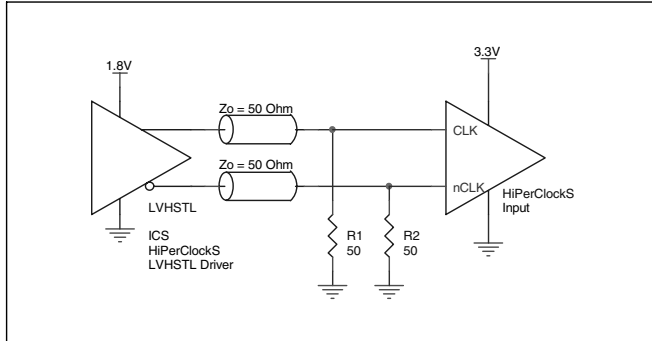 1.8V
3.3V
Zo = 50 Ohm
CLK
Zo = 50 Ohm
nCLK
HiPerClockS
Input
LVHSTL
ICS
HiPerClockS
LVHSTL Driver
R1
50
R2
50